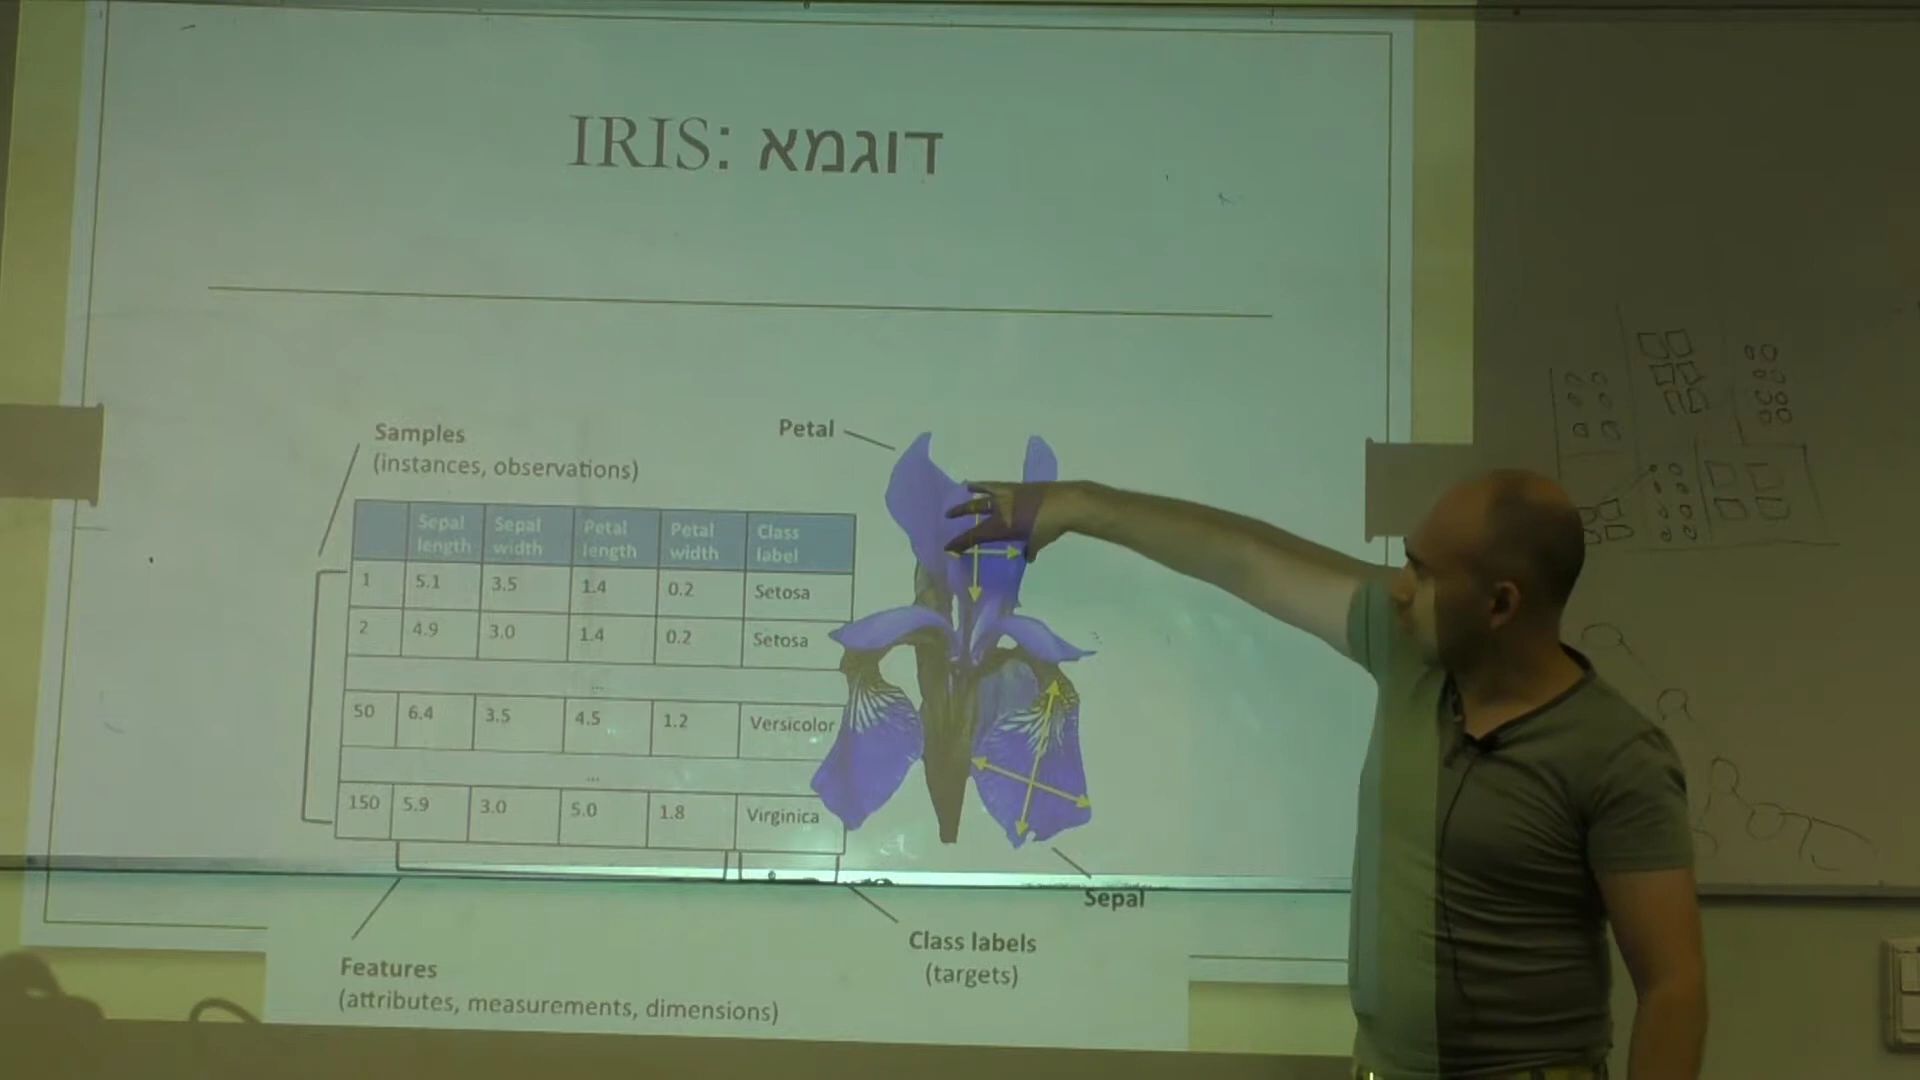 IRIS: דוגמא
Samples
(instances, observations)
Petal
Sepal length Sepal width Petal length Petal width Class label
1 5.1 3.5 1.4 0.2 Setosa
2 4.9 3.0 1.4 0.2 Setosa
...
50 6.4 3.5 4.5 1.2 Versicolor
...
150 5.9 3.0 5.0 1.8 Virginica
Sepal
Class labels
(targets)
Features
(attributes, measurements, dimensions)